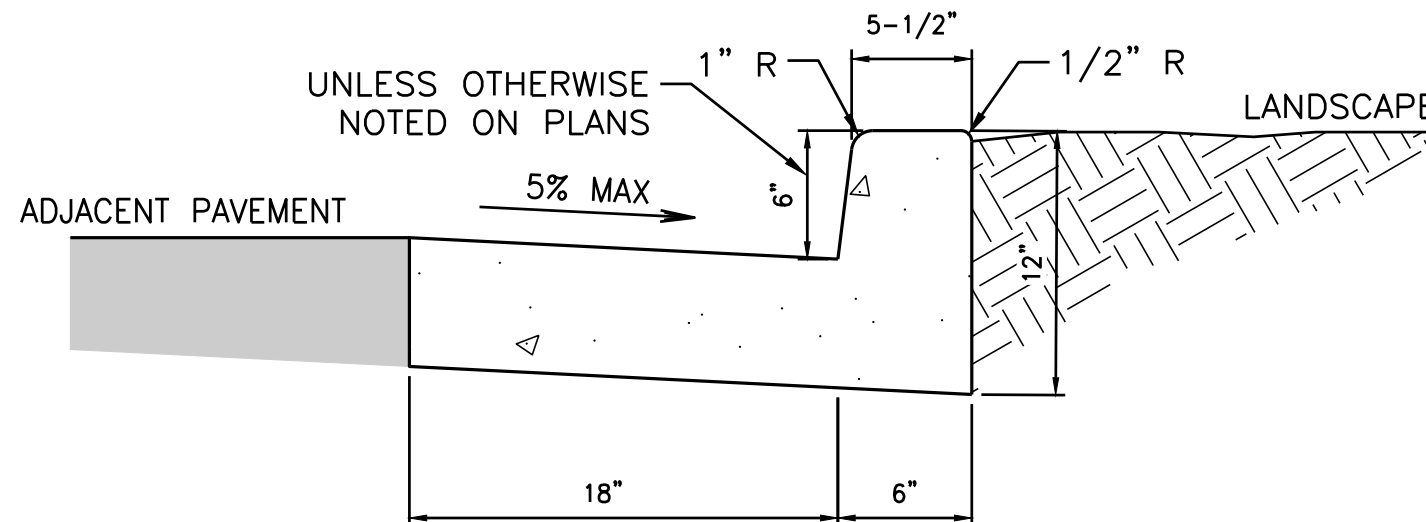 5-1/2"
1" R
1/2" R
UNLESS OTHERWISE
NOTED ON PLANS
LANDSCAPE
5% MAX
6"
ADJACENT PAVEMENT
12"
18"
6"